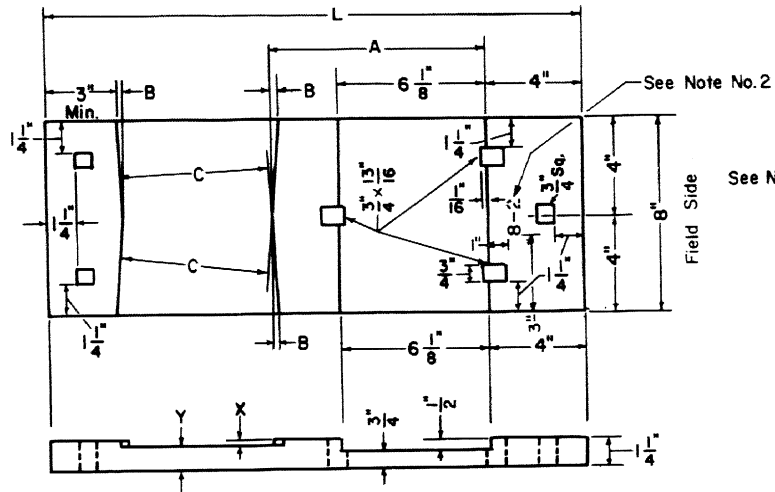 L
A
3" Min.
B
B
6 1/8"
4"
See Note No. 2
1 1/4"
1 1/4"
C
3/4" x 13/16"
1/16"
8-2
3/4" Sq.
4"
8"
Field Side
See N
1 1/4"
C
1"
3/4"
1 1/4"
4"
1 1/4"
B
3"
6 1/8"
4"
Y
X
3/4"
1/2"
1 1/4"